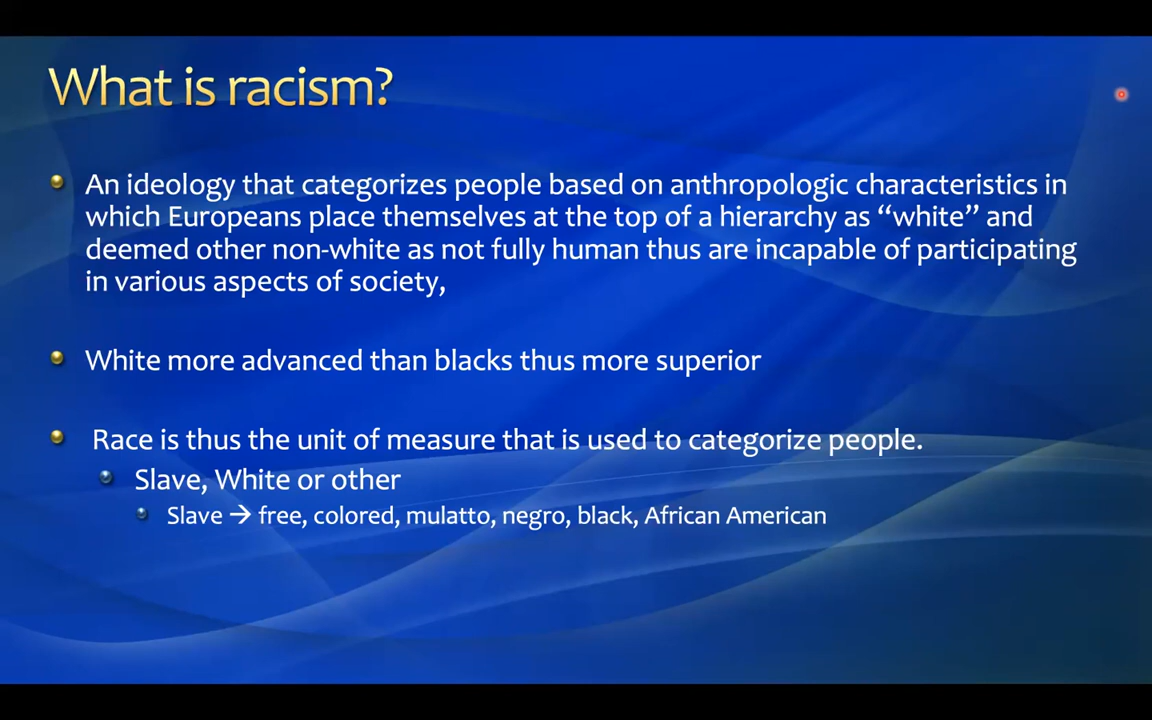 What is racism?
An ideology that categorizes people based on anthropologic characteristics in
which Europeans place themselves at the top of a hierarchy as “white” and
deemed other non-white as not fully human thus are incapable of participating
in various aspects of society,
White more advanced than blacks thus more superior
Race is thus the unit of measure that is used to categorize people.
Slave, White or other
Slave → free, colored, mulatto, negro, black, African American